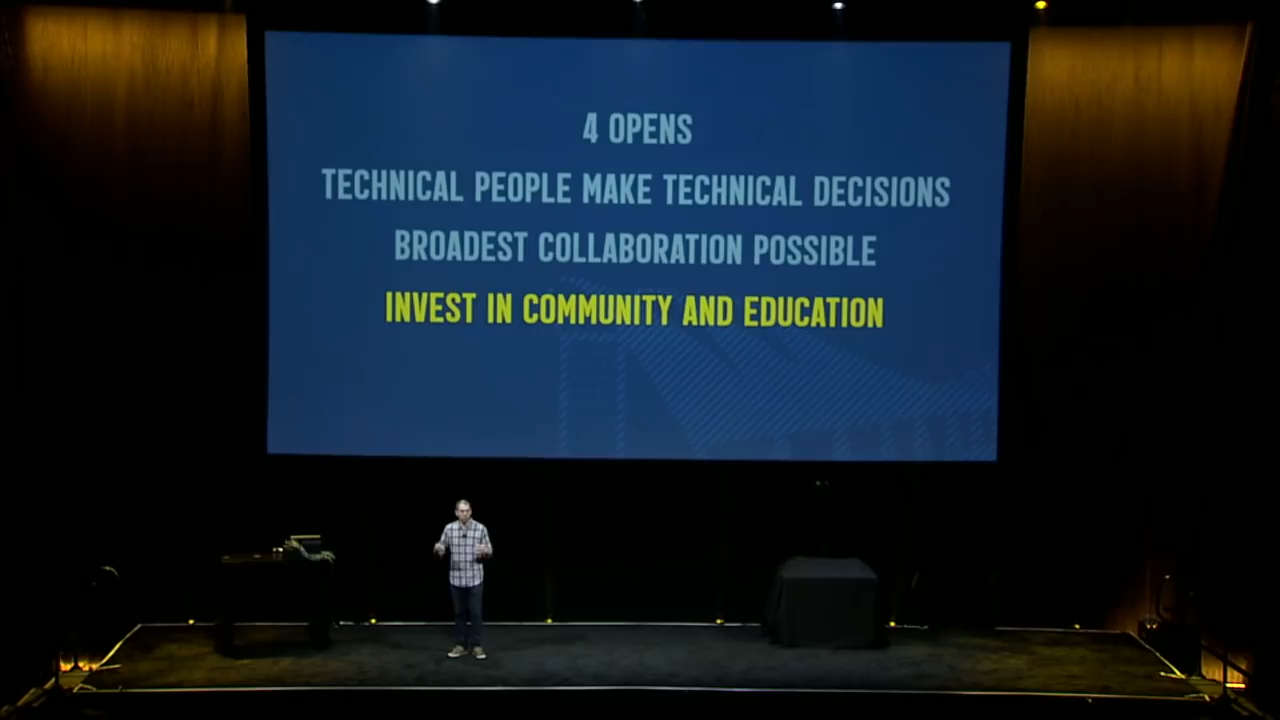 4 OPENS
TECHNICAL PEOPLE MAKE TECHNICAL DECISIONS
BROADEST COLLABORATION POSSIBLE
INVEST IN COMMUNITY AND EDUCATION